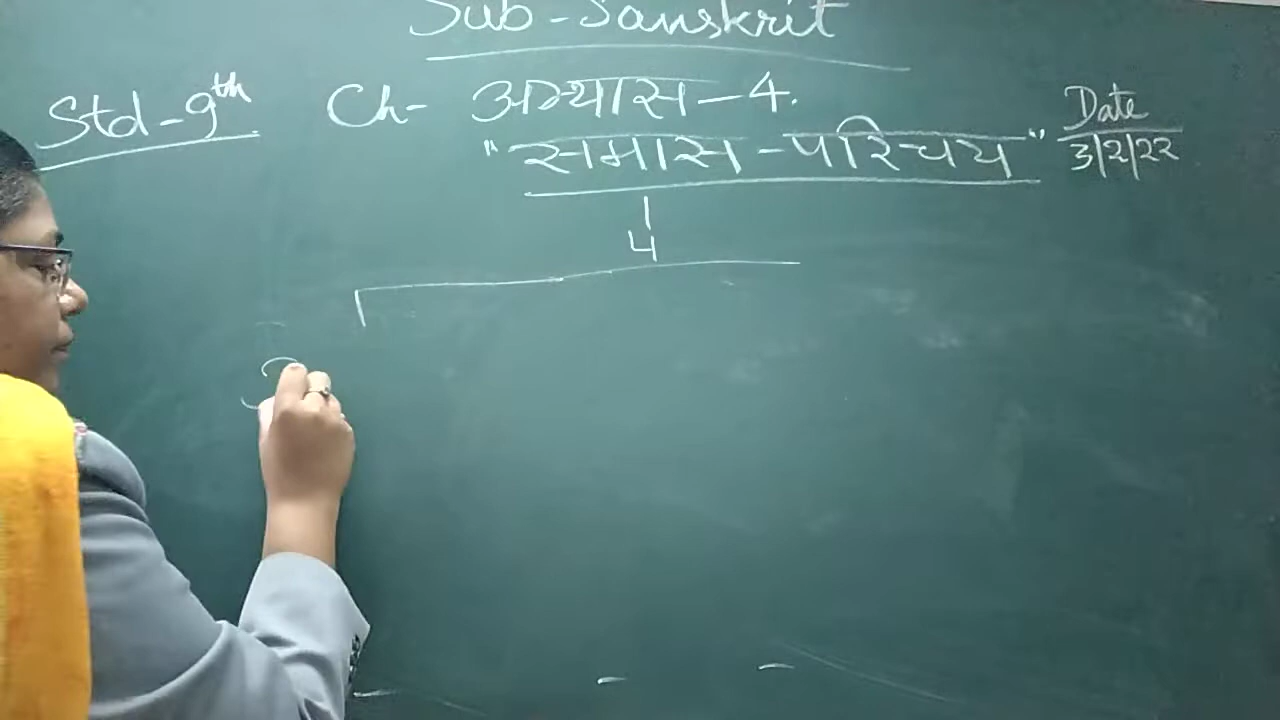 Sub-Sanskrit
Std-9th
Ch- अभ्यास-4.
"समास-परिचय"
Date
3|2|22
4